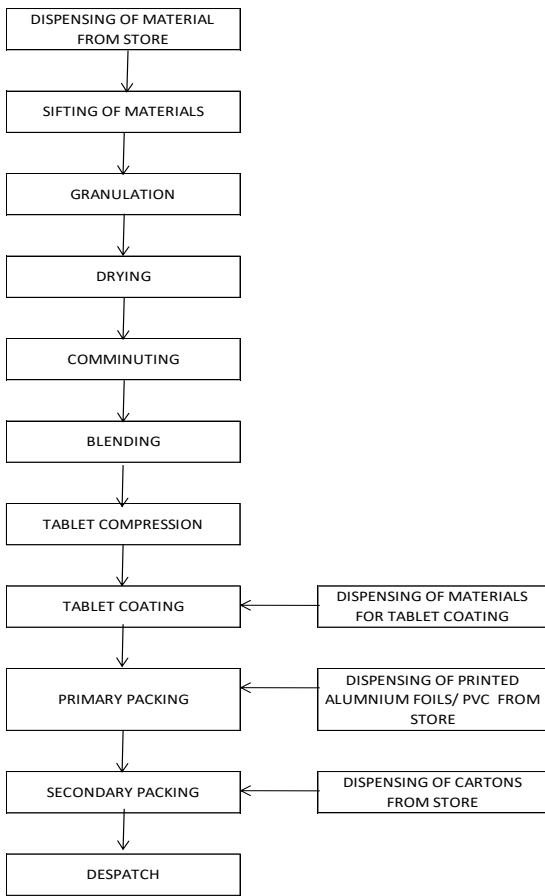 DISPENSING OF MATERIAL
FROM STORE
SIFTING OF MATERIALS
GRANULATION
DRYING
COMMINUTING
BLENDING
TABLET COMPRESSION
TABLET COATING
DISPENSING OF MATERIALS
FOR TABLET COATING
PRIMARY PACKING
DISPENSING OF PRINTED
ALUMNIUM FOILS/ PVC FROM
STORE
SECONDARY PACKING
DISPENSING OF CARTONS
FROM STORE
DESPATCH